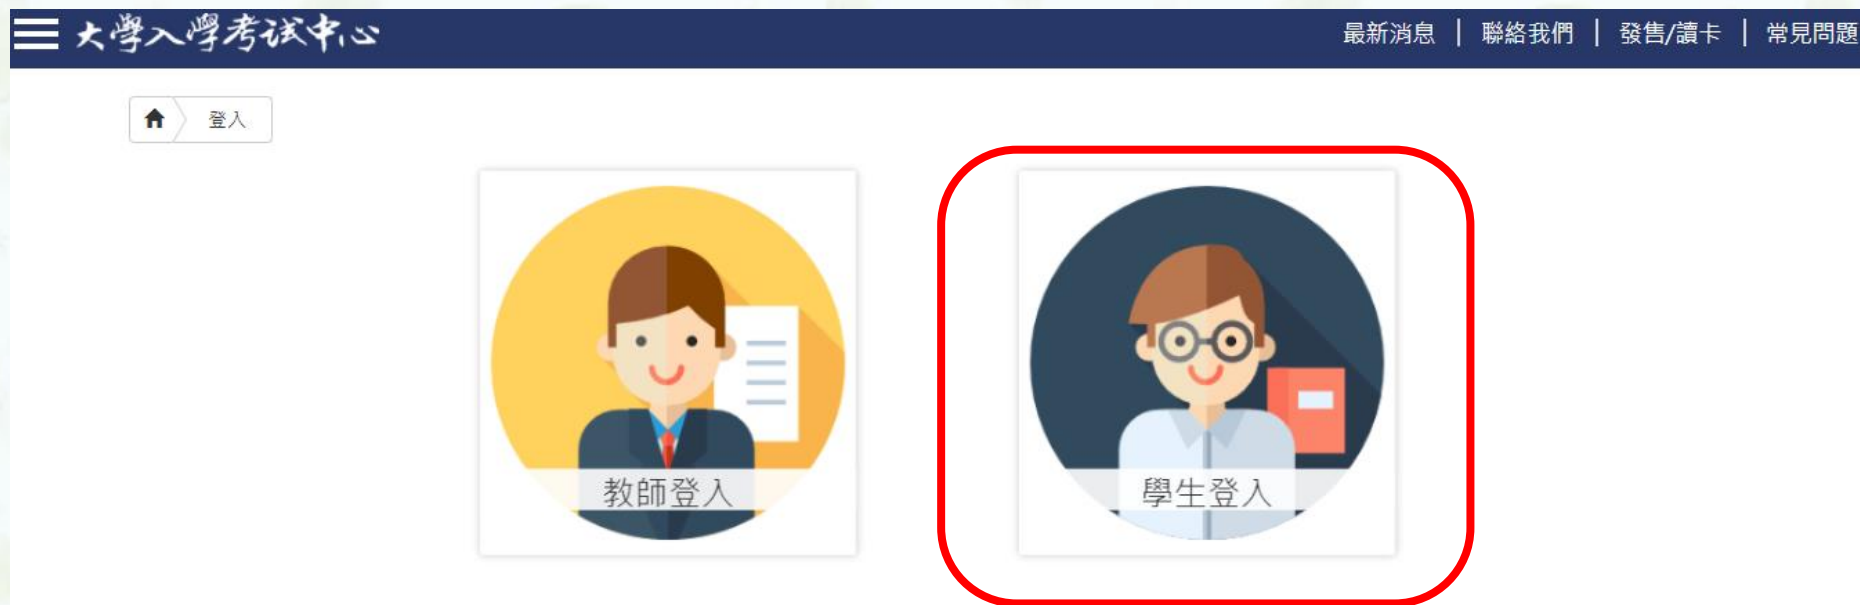 大學入學考試中心
最新消息 | 聯絡我們 | 發售/讀卡 | 常見問題
登入
教師登入
學生登入